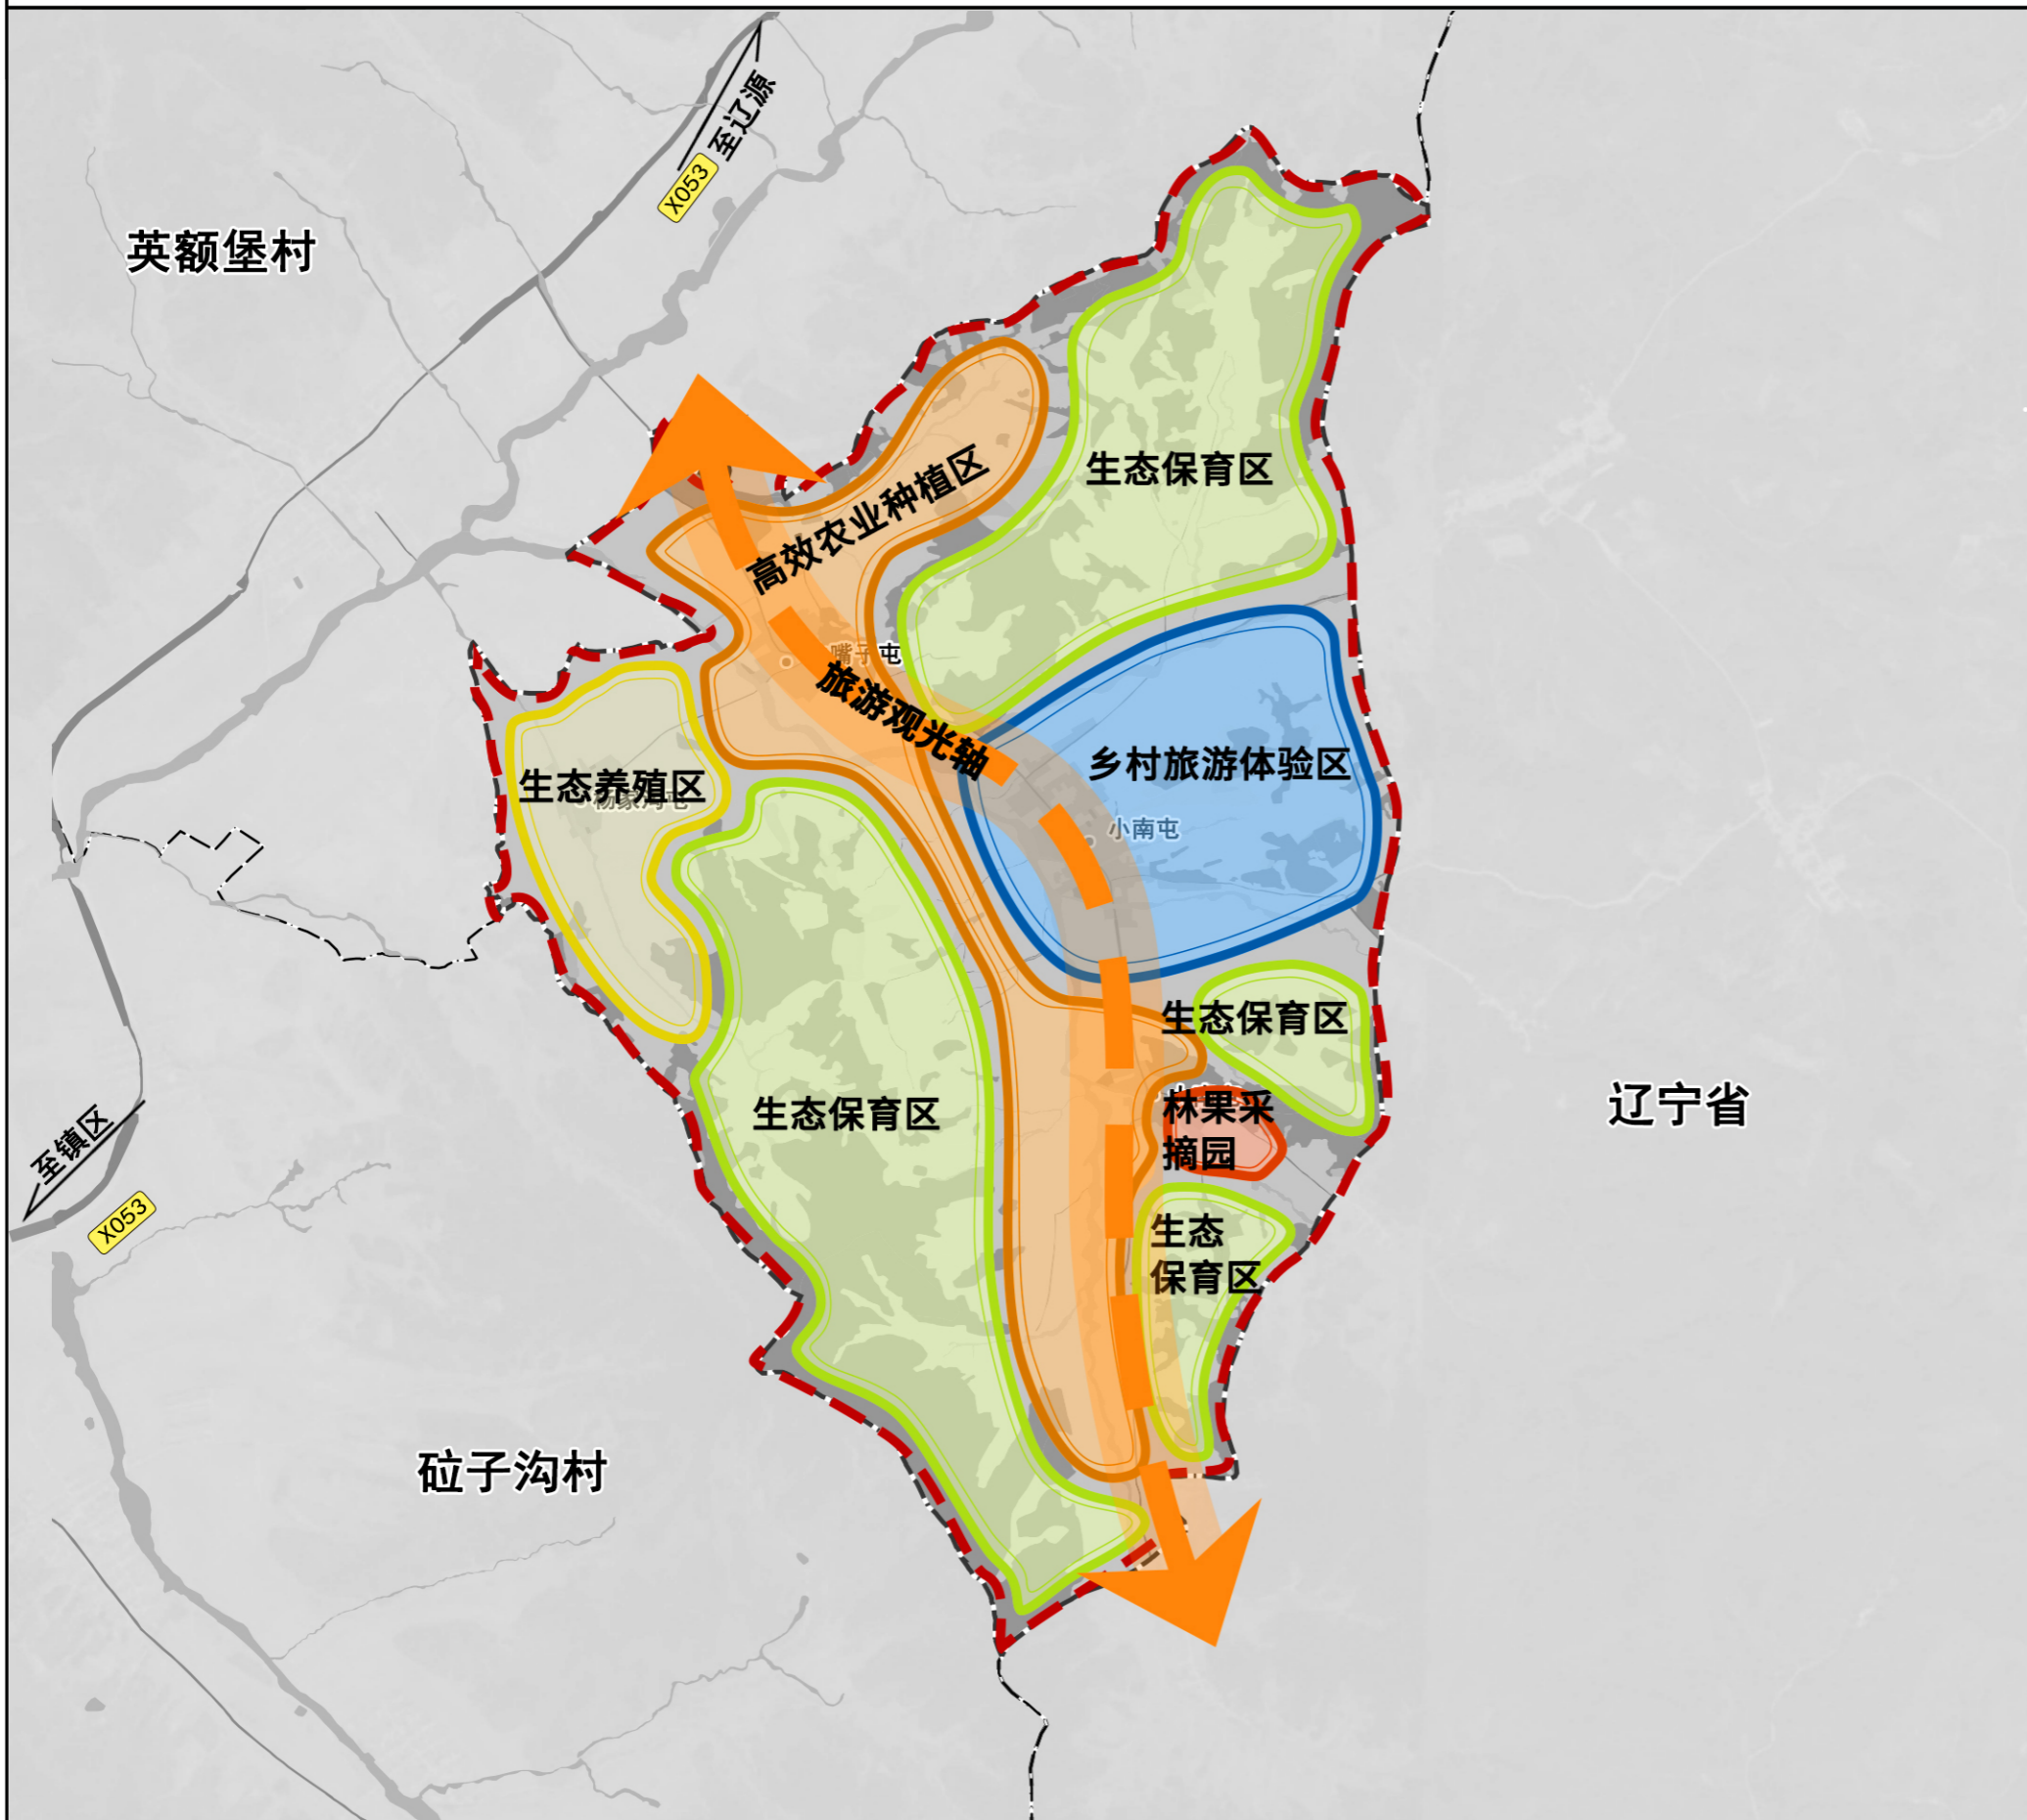 至辽源
X053
英额堡村
生态保育区
高效农业种植区
嘴子屯
旅游观光轴
乡村旅游体验区
生态养殖区
小南屯
生态保育区
林果采
摘园
生态保育区
辽宁省
至镇区
X053
生态
保育区
砬子沟村